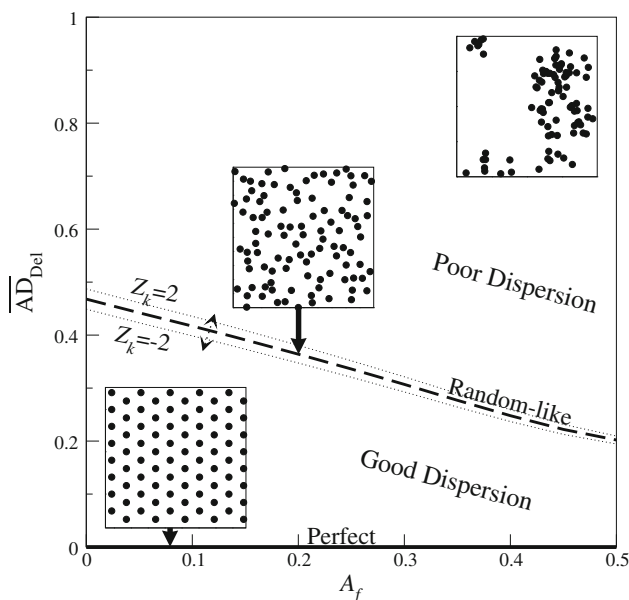 1
0.8
0.6
0.4
0.2
0
AD_Del
Z_k=2
Z_k=-2
Poor Dispersion
Random-like
Good Dispersion
Perfect
0
0.1
0.2
0.3
0.4
0.5
A_f